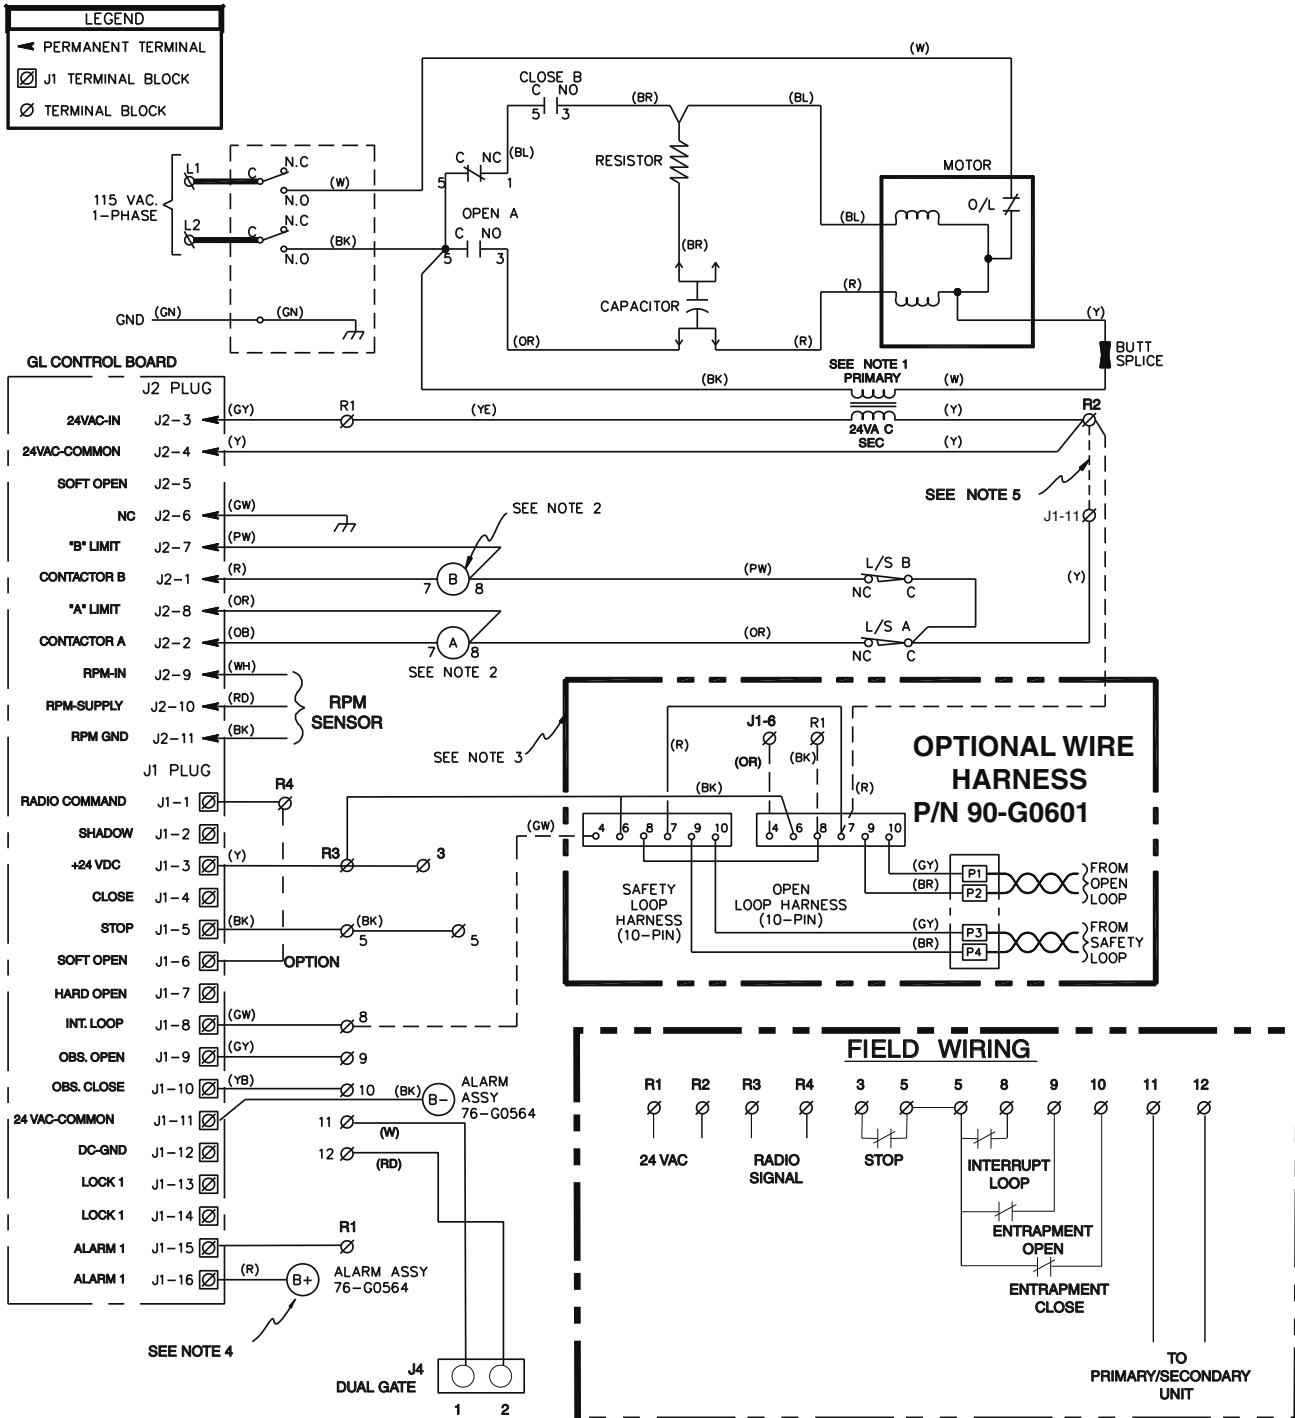 LEGEND
PERMANENT TERMINAL
J1 TERMINAL BLOCK
TERMINAL BLOCK
(W)
CLOSE B
C NO
5 3
(BR)
(BL)
C NC
5 1
(BL)
RESISTOR
MOTOR
O/L
115 VAC.
1-PHASE
L1
C
N.C
N.O
(W)
L2
C
N.C
N.O
(BK)
OPEN A
C NO
5 3
(BL)
(BR)
(R)
CAPACITOR
GND (GN) (GN)
(OR)
(R)
(Y)
BUTT
SPLICE
GL CONTROL BOARD
SEE NOTE 1
PRIMARY
(BK)
(W)
J2 PLUG
24VAC-IN J2-3 (GY) R1 (YE)
24VA C
SEC
(Y)
R2
24VAC-COMMON J2-4 (Y)
(Y)
SOFT OPEN J2-5
SEE NOTE 5
NC J2-6 (GW)
SEE NOTE 2
J1-11
"B" LIMIT J2-7 (PW)
CONTACTOR B J2-1 (R)
7 B 8
(PW)
L/S B
NC C
(Y)
"A" LIMIT J2-8 (OR)
CONTACTOR A J2-2 (OB)
7 A 8
(OR)
L/S A
NC C
SEE NOTE 2
RPM-IN J2-9 (WH)
RPM-SUPPLY J2-10 (RD)
RPM GND J2-11 (BK)
RPM
SENSOR
SEE NOTE 3
J1 PLUG
RADIO COMMAND J1-1 R4
SHADOW J1-2
+24 VDC J1-3 (Y) R3 3
CLOSE J1-4
STOP J1-5 (BK) 5 (BK) 5
SOFT OPEN J1-6 OPTION
HARD OPEN J1-7
INT. LOOP J1-8 (GW) 8
OBS. OPEN J1-9 (GY) 9
OBS. CLOSE J1-10 (YB) 10 (BK) B-
ALARM
ASSY
76-G0564
24 VAC-COMMON J1-11
11 (W)
DC-GND J1-12
12 (RD)
LOCK 1 J1-13
LOCK 1 J1-14
ALARM 1 J1-15 R1
ALARM 1 J1-16 (R) B+
ALARM ASSY
76-G0564
SEE NOTE 4
J4
DUAL GATE
1 2
J1-6 R1
(R) (OR) (BK)
OPTIONAL WIRE
HARNESS
P/N 90-G0601
(BK) (R)
(GW)
4 6 8 7 9 10
4 6 8 7 9 10
SAFETY
LOOP
HARNESS
(10-PIN)
OPEN
LOOP HARNESS
(10-PIN)
(GY) P1
(BR) P2
FROM
OPEN
LOOP
(GY) P3
(BR) P4
FROM
SAFETY
LOOP
FIELD WIRING
R1 R2 R3 R4 3 5 5 8 9 10 11 12
24 VAC
RADIO
SIGNAL
STOP
INTERRUPT
LOOP
ENTRAPMENT
OPEN
ENTRAPMENT
CLOSE
TO
PRIMARY/SECONDARY
UNIT